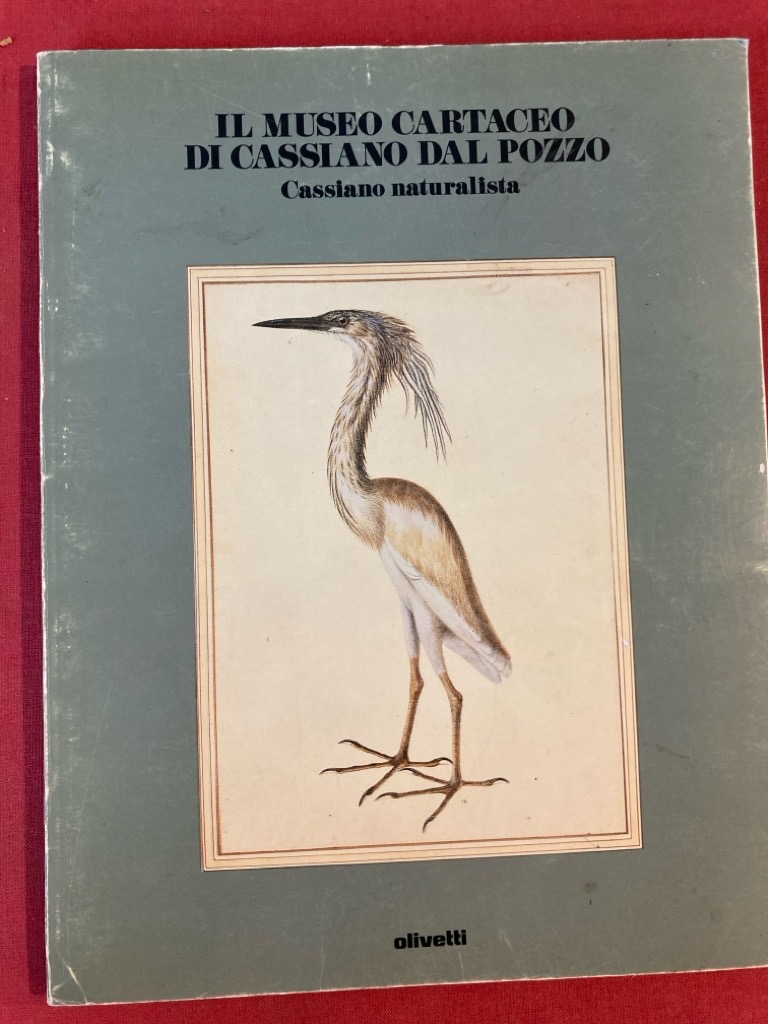 IL MUSEO CARTACEO
DI CASSIANO DAL POZZO
Cassiano naturalista
olivetti